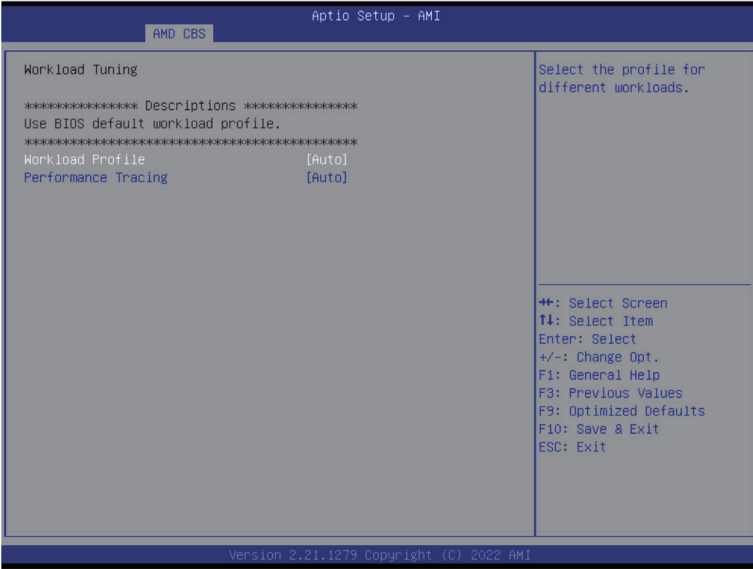 Aptio Setup – AMI
AMD CBS
Workload Tuning
*************** Descriptions ***************
Use BIOS default workload profile.
********************************************
Workload Profile [Auto]
Performance Tracing [Auto]
Select the profile for
different workloads.
→←: Select Screen
↑↓: Select Item
Enter: Select
+/-: Change Opt.
F1: General Help
F3: Previous Values
F9: Optimized Defaults
F10: Save & Exit
ESC: Exit
Version 2.21.1279 Copyright (C) 2022 AMI